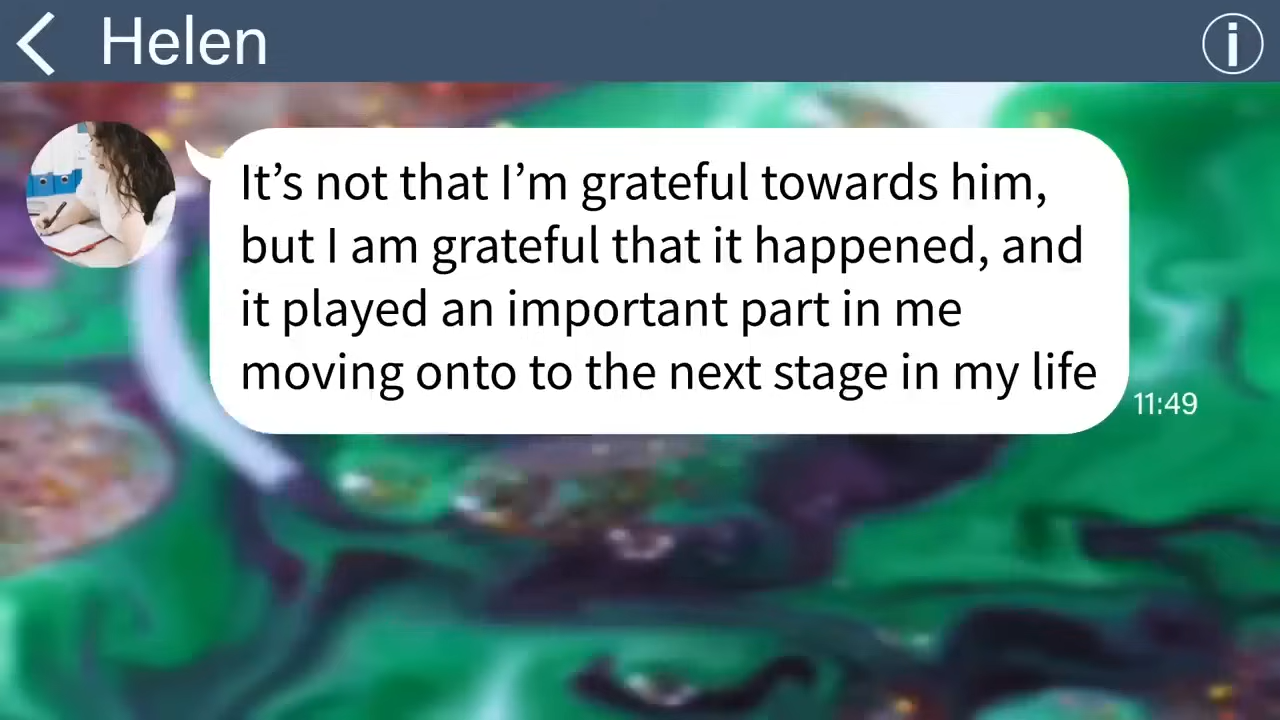 Helen
i
It’s not that I’m grateful towards him,
but I am grateful that it happened, and
it played an important part in me
moving onto to the next stage in my life
11:49